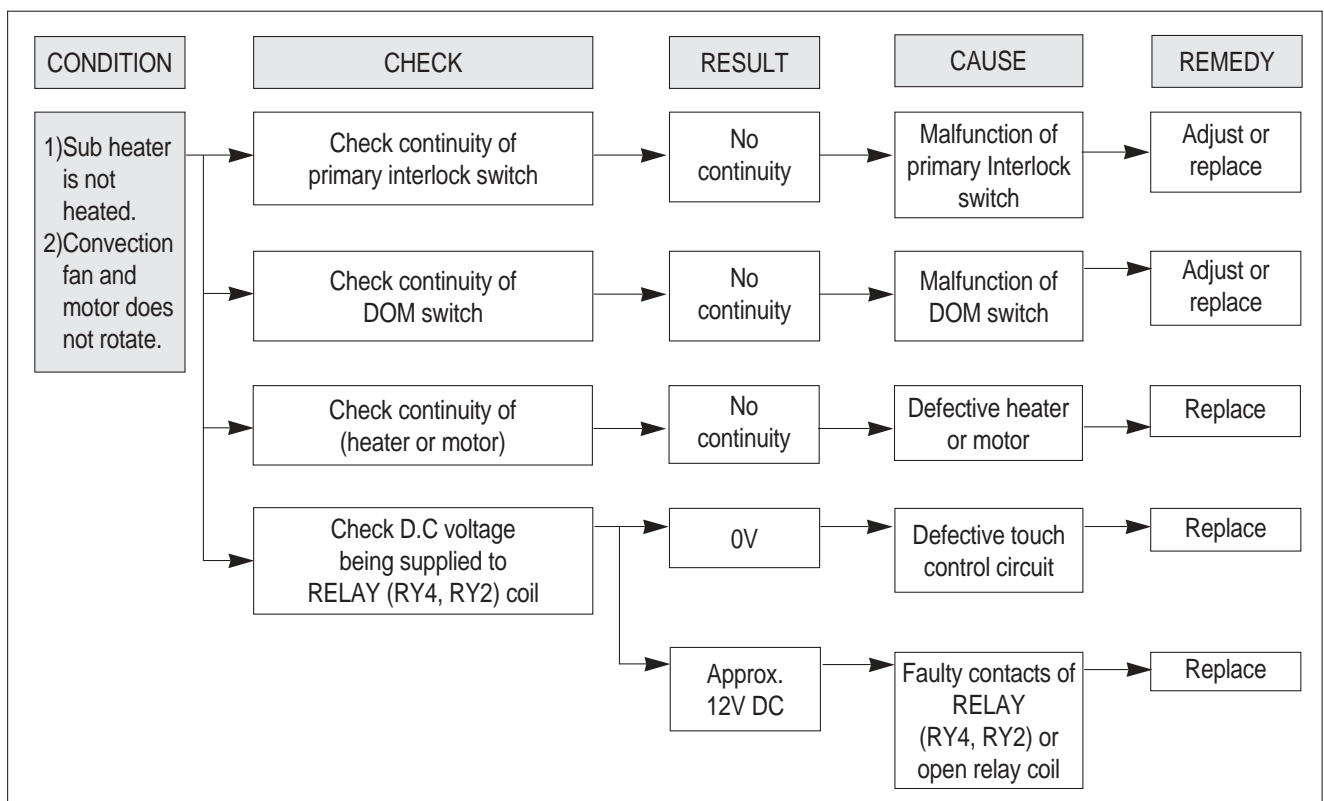 CONDITION
CHECK
RESULT
CAUSE
REMEDY
1)Sub heater
is not
heated.
2)Convection
fan and
motor does
not rotate.
Check continuity of
primary interlock switch
No
continuity
Malfunction of
primary Interlock
switch
Adjust or
replace
Check continuity of
DOM switch
No
continuity
Malfunction of
DOM switch
Adjust or
replace
Check continuity of
(heater or motor)
No
continuity
Defective heater
or motor
Replace
Check D.C voltage
being supplied to
RELAY (RY4, RY2) coil
0V
Defective touch
control circuit
Replace
Approx.
12V DC
Faulty contacts of
RELAY
(RY4, RY2) or
open relay coil
Replace